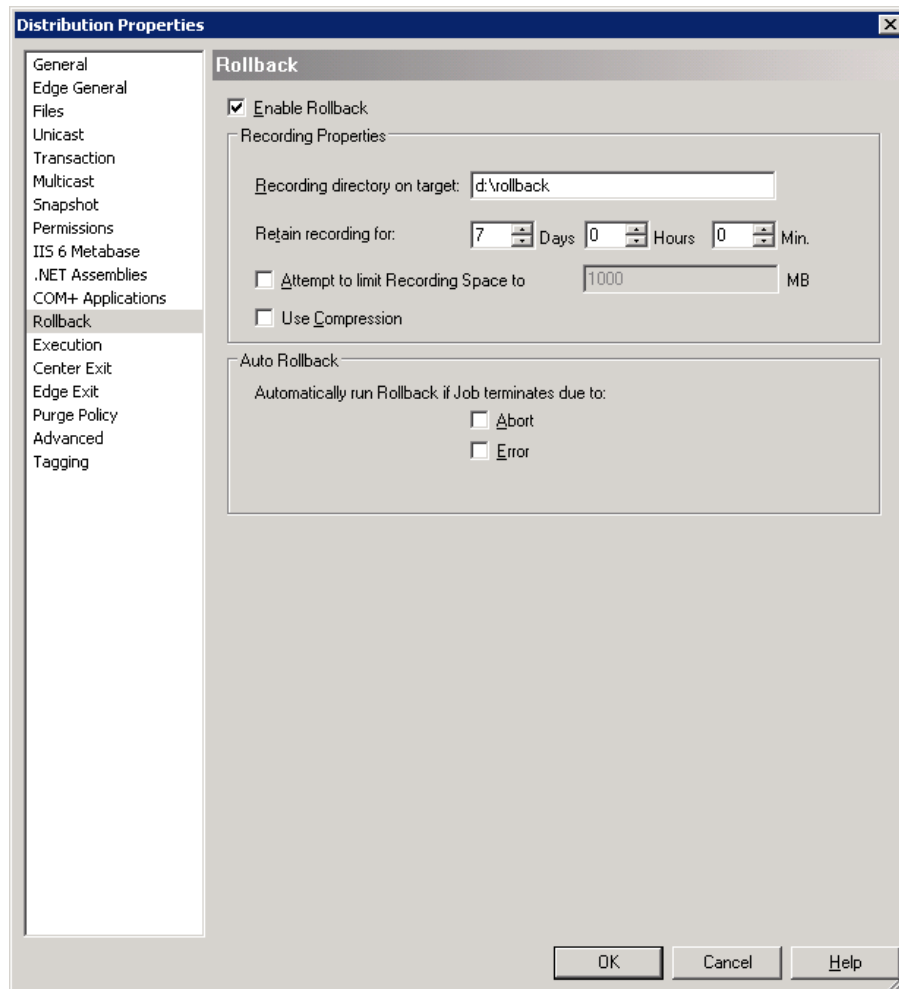 Distribution Properties
General
Edge General
Files
Unicast
Transaction
Multicast
Snapshot
Permissions
IIS 6 Metabase
.NET Assemblies
COM+ Applications
Rollback
Execution
Center Exit
Edge Exit
Purge Policy
Advanced
Tagging
Rollback
Enable Rollback
Recording Properties
Recording directory on target: d:\rollback
Retain recording for: 7 Days 0 Hours 0 Min.
Attempt to limit Recording Space to 1000 MB
Use Compression
Auto Rollback
Automatically run Rollback if Job terminates due to:
Abort
Error
OK Cancel Help